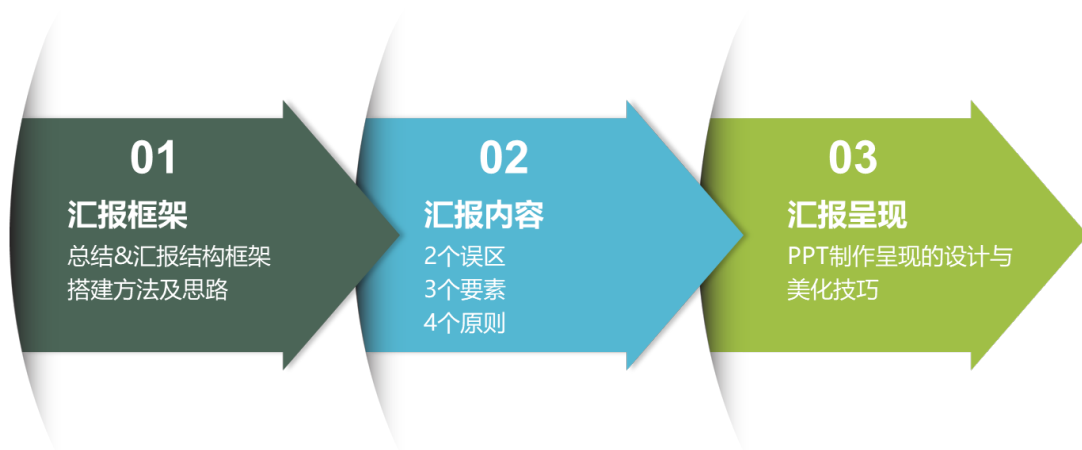 01
汇报框架
总结&汇报结构框架
搭建方法及思路
02
汇报内容
2个误区
3个要素
4个原则
03
汇报呈现
PPT制作呈现的设计与
美化技巧